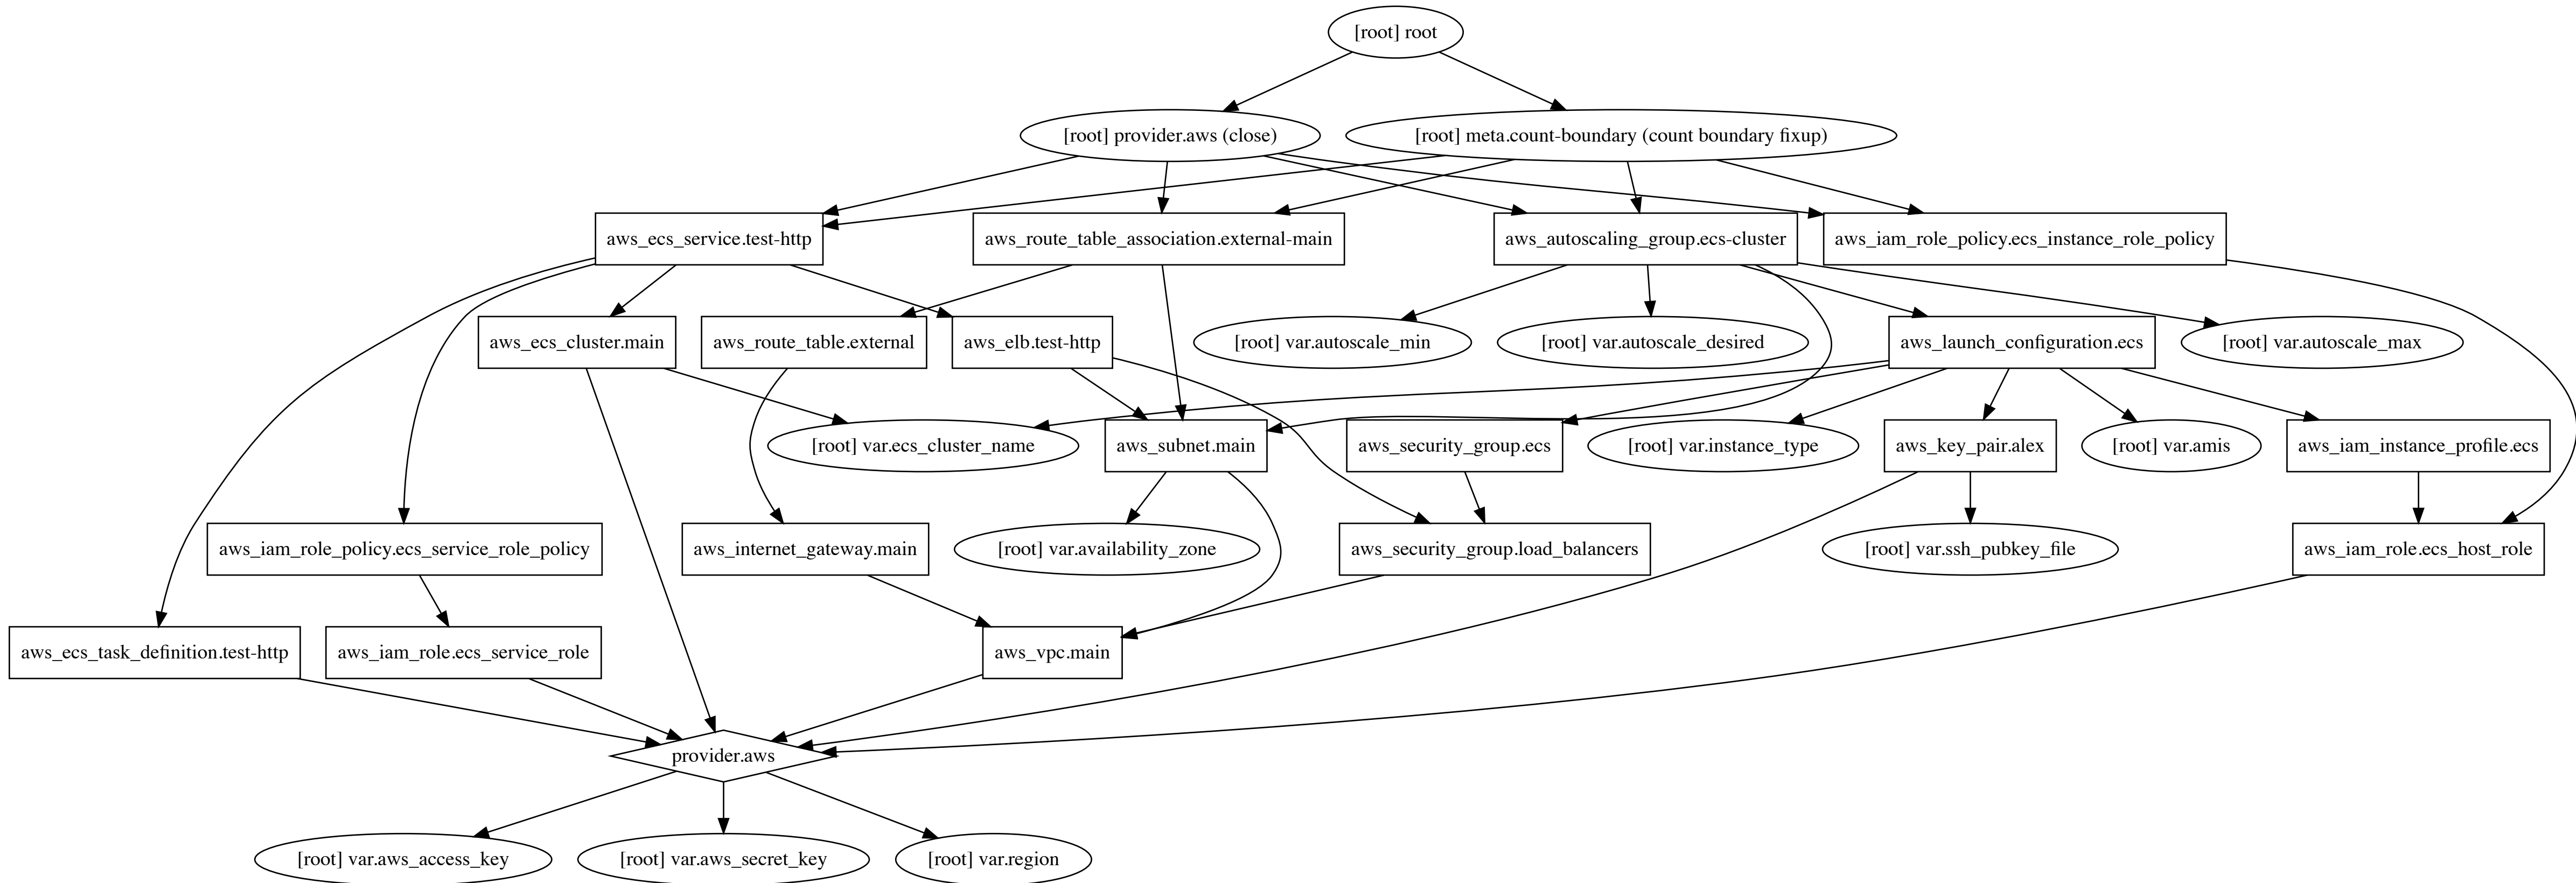 [root] root
[root] provider.aws (close)
[root] meta.count-boundary (count boundary fixup)
aws_ecs_service.test-http
aws_route_table_association.external-main
aws_autoscaling_group.ecs-cluster
aws_iam_role_policy.ecs_instance_role_policy
aws_ecs_cluster.main
aws_route_table.external
aws_elb.test-http
[root] var.autoscale_min
[root] var.autoscale_desired
aws_launch_configuration.ecs
[root] var.autoscale_max
[root] var.ecs_cluster_name
aws_subnet.main
aws_security_group.ecs
[root] var.instance_type
aws_key_pair.alex
[root] var.amis
aws_iam_instance_profile.ecs
aws_iam_role_policy.ecs_service_role_policy
aws_internet_gateway.main
[root] var.availability_zone
aws_security_group.load_balancers
[root] var.ssh_pubkey_file
aws_iam_role.ecs_host_role
aws_ecs_task_definition.test-http
aws_iam_role.ecs_service_role
aws_vpc.main
provider.aws
[root] var.aws_access_key
[root] var.aws_secret_key
[root] var.region